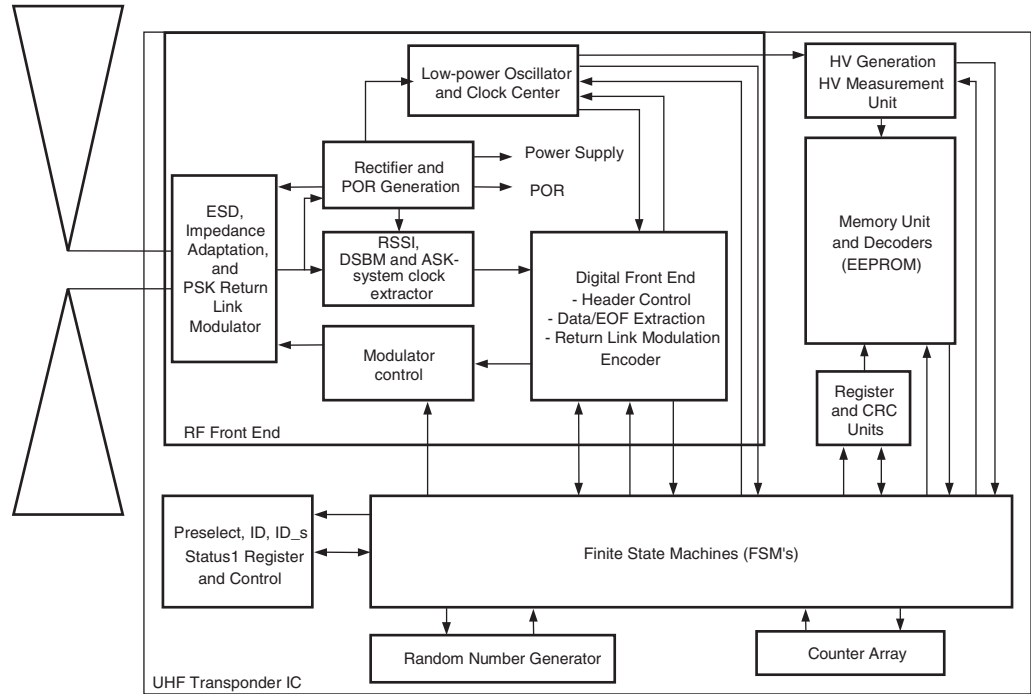 Low-power Oscillator
and Clock Center
HV Generation
HV Measurement
Unit
Rectifier and
POR Generation
Power Supply
POR
ESD,
Impedance
Adaptation,
and
PSK Return
Link
Modulator
RSSI,
DSBM and ASK-
system clock
extractor
Digital Front End
- Header Control
- Data/EOF Extraction
- Return Link Modulation
Encoder
Memory Unit
and Decoders
(EEPROM)
Modulator
control
Register
and CRC
Units
RF Front End
Preselect, ID, ID_s
Status1 Register
and Control
Finite State Machines (FSM's)
Random Number Generator
Counter Array
UHF Transponder IC